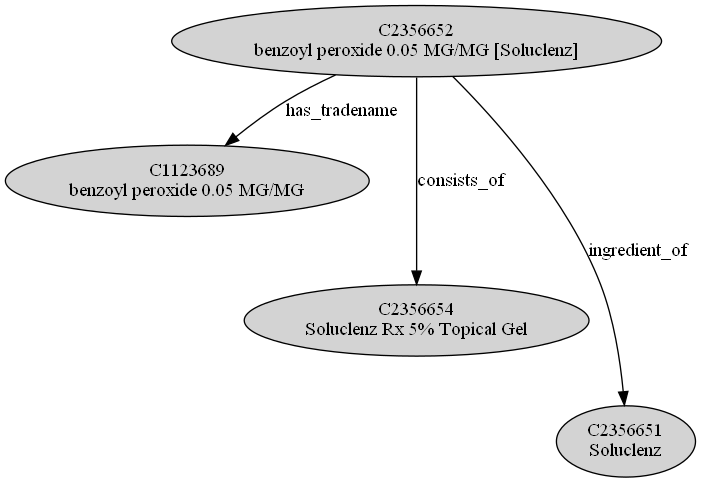 C2356652
benzoyl peroxide 0.05 MG/MG [Soluclenz]
has_tradename
C1123689
benzoyl peroxide 0.05 MG/MG
consists_of
ingredient_of
C2356654
Soluclenz Rx 5% Topical Gel
C2356651
Soluclenz